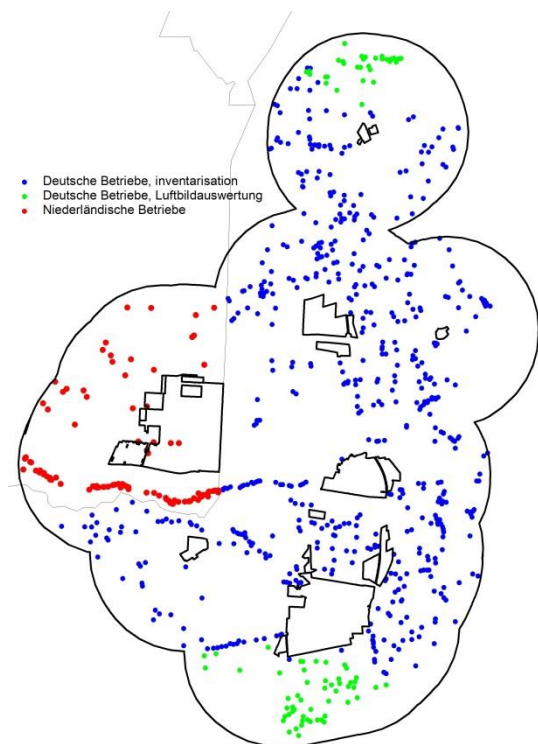 Deutsche Betriebe, inventarisation
Deutsche Betriebe, Luftbildauswertung
Niederländische Betriebe